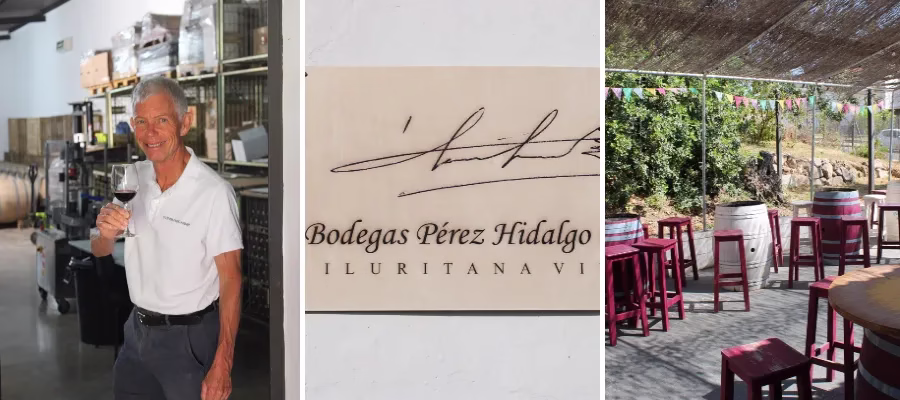 Bodegas Pérez Hidalgo
ILURITANA VI